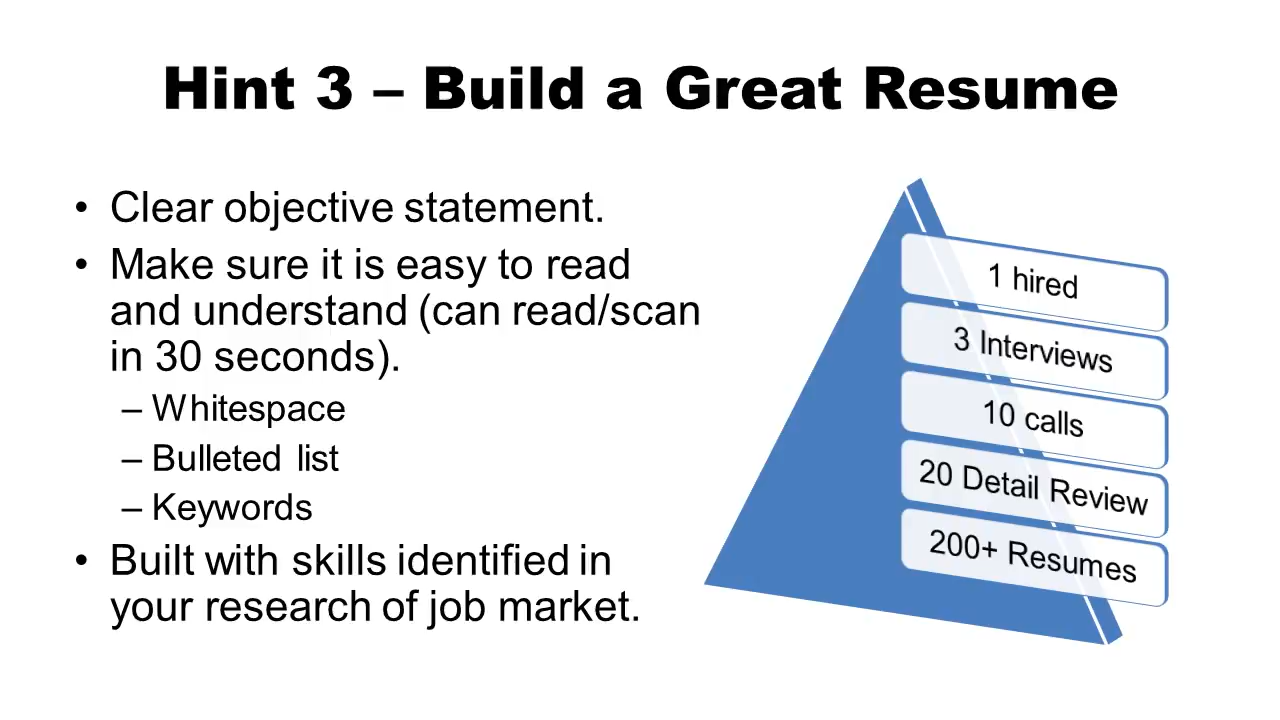 Hint 3 – Build a Great Resume
• Clear objective statement.
• Make sure it is easy to read
and understand (can read/scan
in 30 seconds).
– Whitespace
– Bulleted list
– Keywords
• Built with skills identified in
your research of job market.
1 hired
3 Interviews
10 calls
20 Detail Review
200+ Resumes